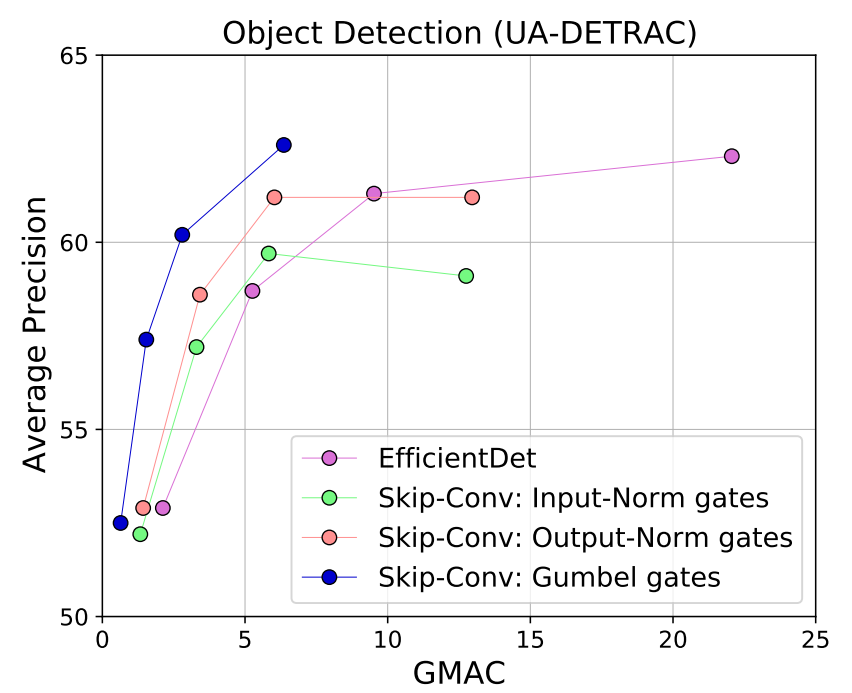 Object Detection (UA-DETRAC)
65
60
55
50
Average Precision
EfficientDet
Skip-Conv: Input-Norm gates
Skip-Conv: Output-Norm gates
Skip-Conv: Gumbel gates
0 5 10 15 20 25
GMAC